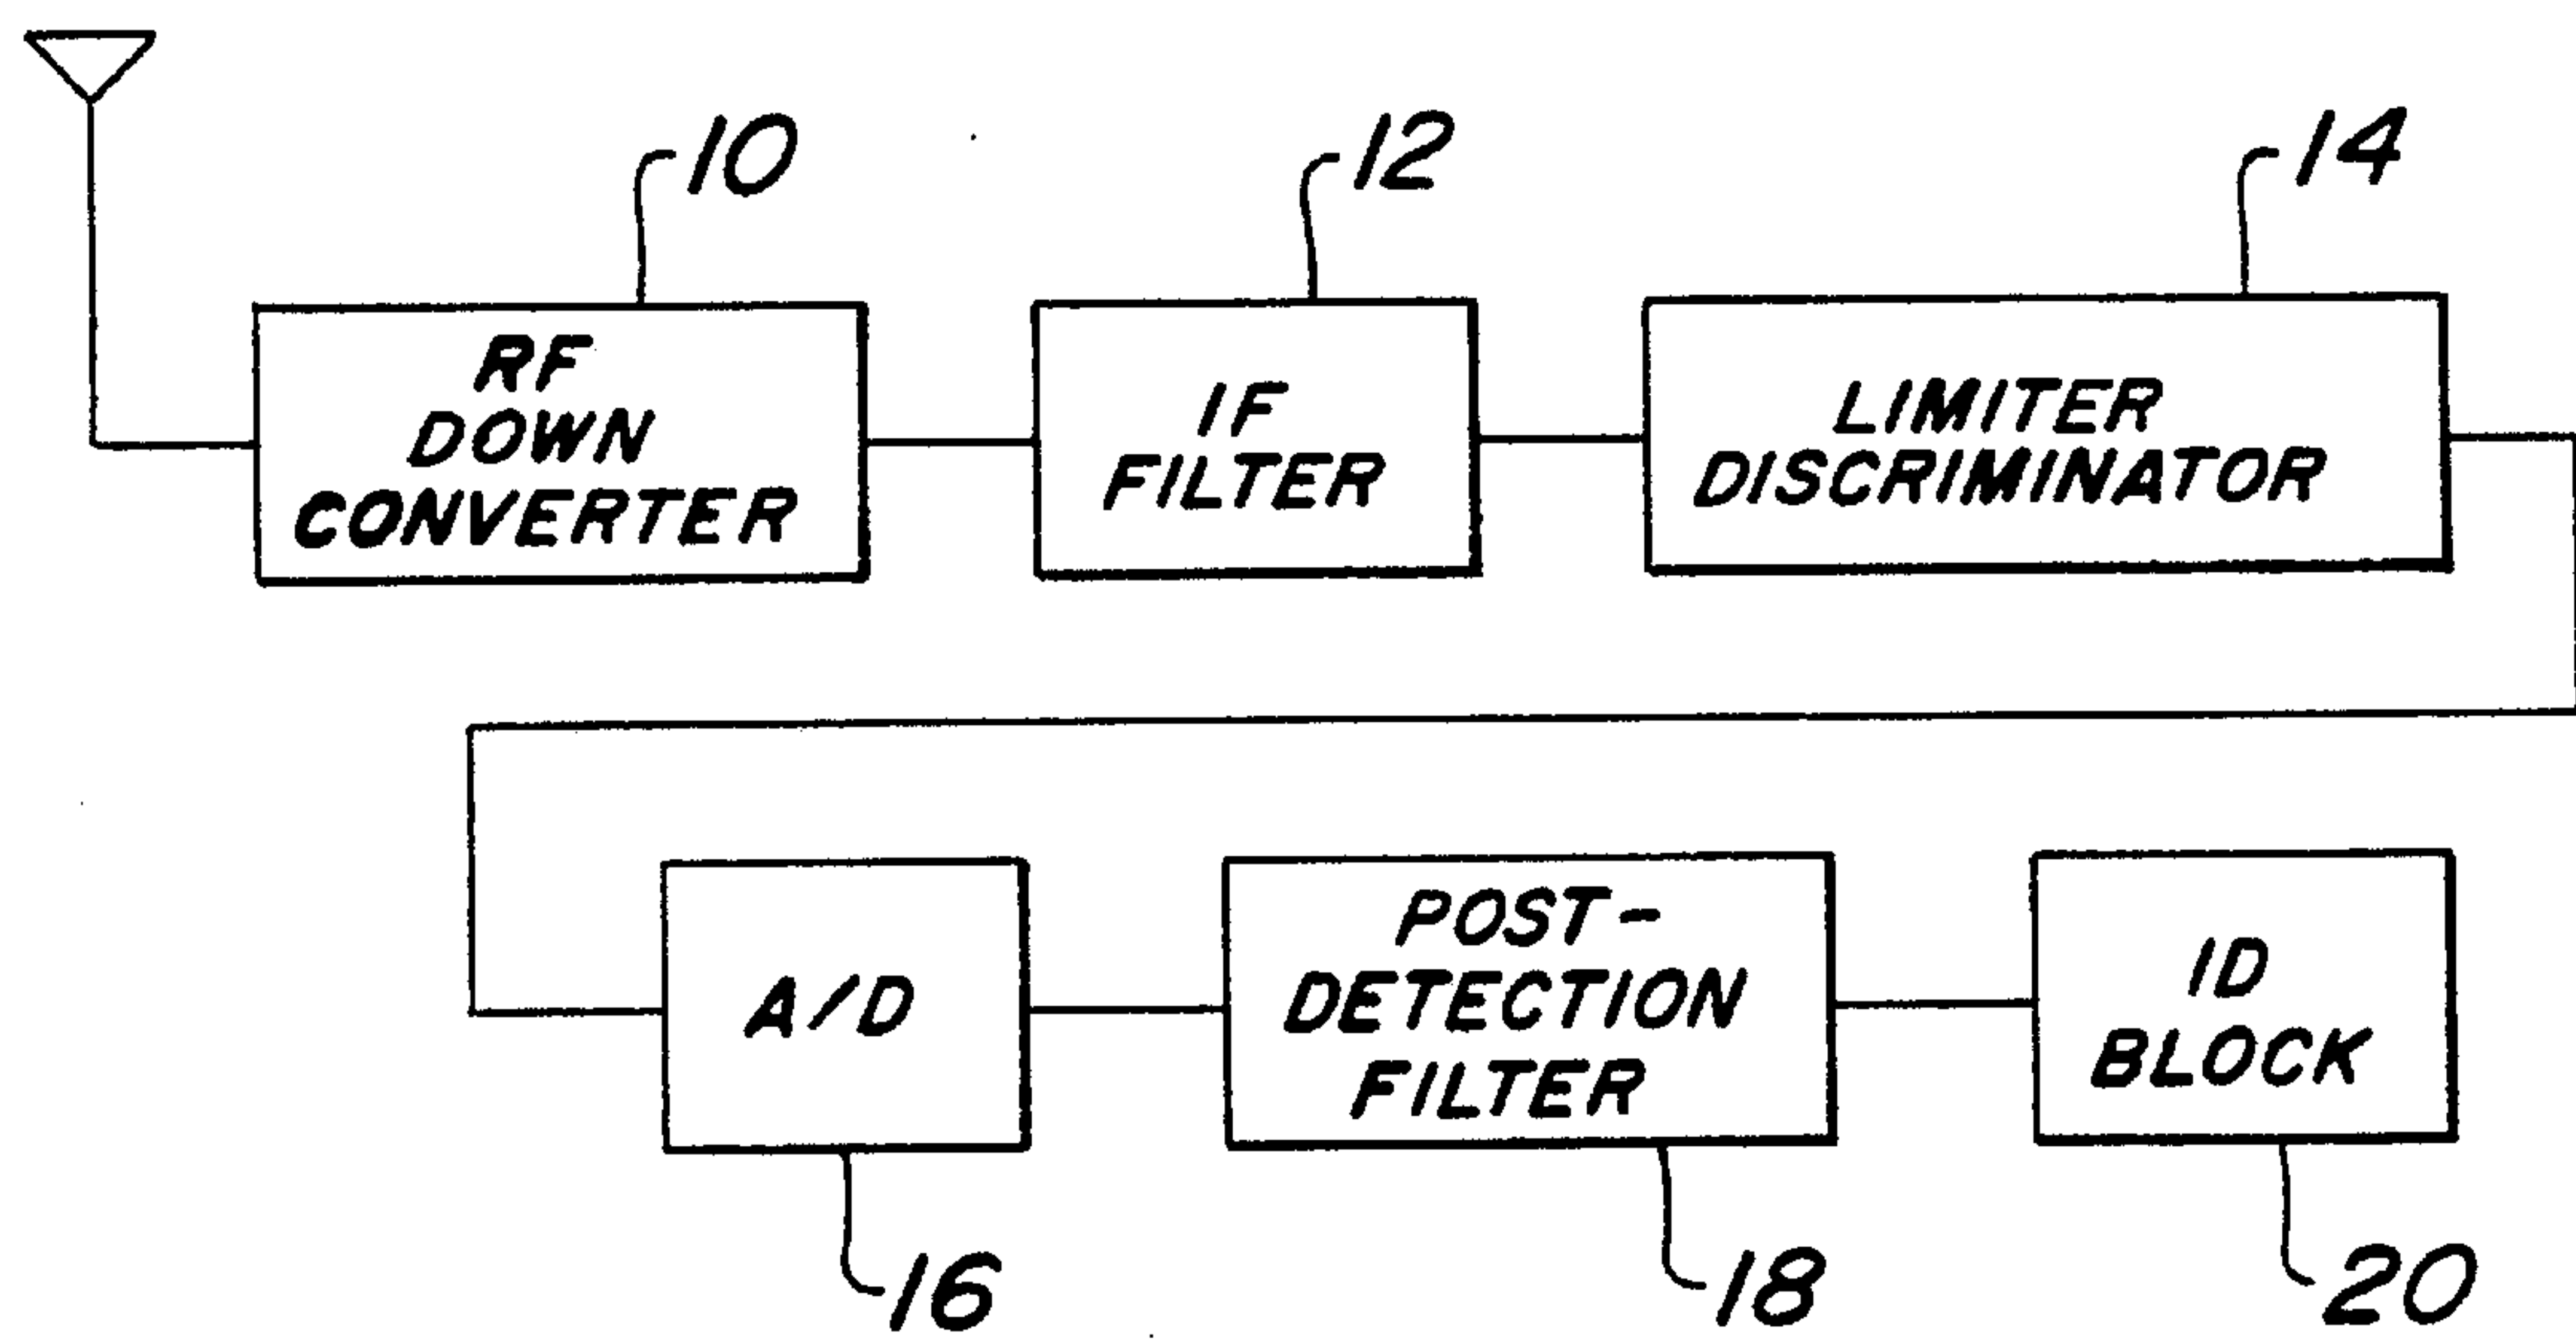 10
12
14
RF
DOWN
CONVERTER
IF
FILTER
LIMITER
DISCRIMINATOR
A/D
POST-
DETECTION
FILTER
ID
BLOCK
16
18
20